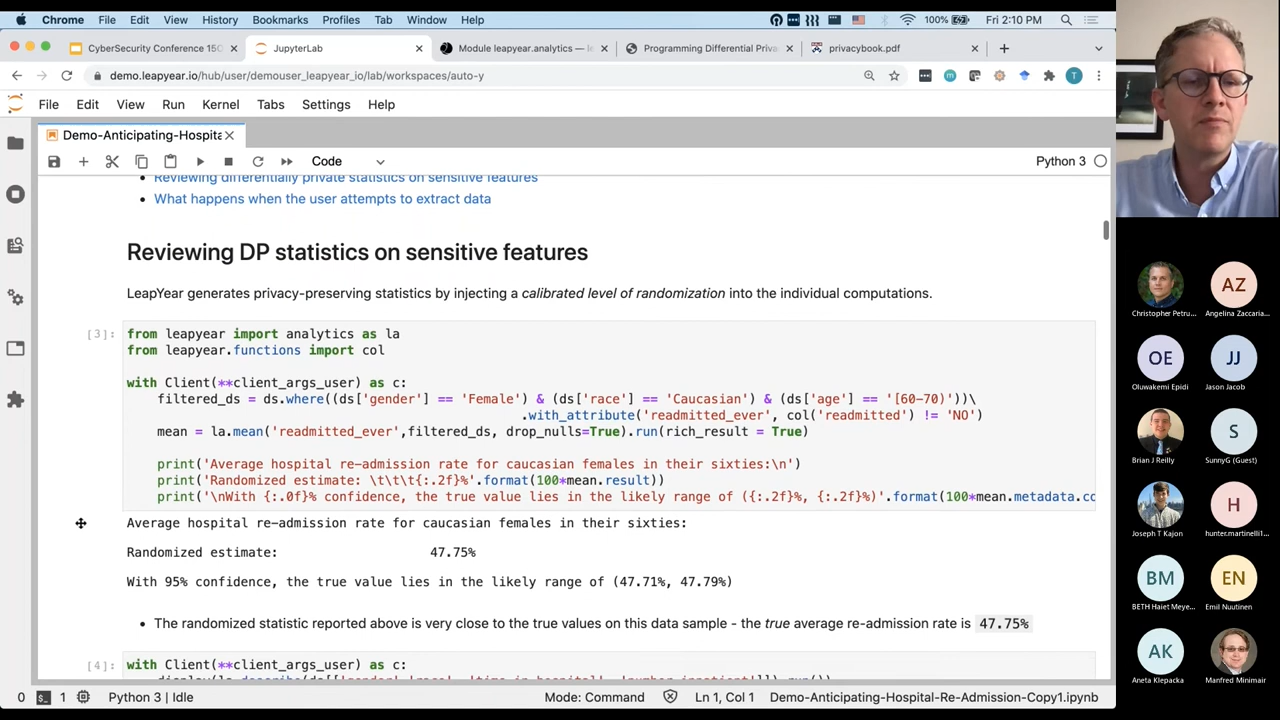 Chrome File Edit View History Bookmarks Profiles Tab Window Help 100% Fri 2:10 PM
CyberSecurity Conference 150 JupyterLab Module leapyear.analytics — le Programming Differential Priva privacybook.pdf
demo.leapyear.io/hub/user/demouser_leapyear_io/lab/workspaces/auto-y T
File Edit View Run Kernel Tabs Settings Help
Demo-Anticipating-Hospita
Code Python 3
Reviewing differentially private statistics on sensitive features
What happens when the user attempts to extract data
Reviewing DP statistics on sensitive features
LeapYear generates privacy-preserving statistics by injecting a calibrated level of randomization into the individual computations.
[3]: from leapyear import analytics as la
from leapyear.functions import col
with Client(**client_args_user) as c:
filtered_ds = ds.where((ds['gender'] == 'Female') & (ds['race'] == 'Caucasian') & (ds['age'] == '[60-70)'))\
.with_attribute('readmitted_ever', col('readmitted') != 'NO')
mean = la.mean('readmitted_ever',filtered_ds, drop_nulls=True).run(rich_result = True)
print('Average hospital re-admission rate for caucasian females in their sixties:\n')
print('Randomized estimate: \t\t\t{:.2f}%'.format(100*mean.result))
print('\nWith {:.0f}% confidence, the true value lies in the likely range of ({:.2f}%, {:.2f}%)'.format(100*mean.metadata.cc
Average hospital re-admission rate for caucasian females in their sixties:
Randomized estimate: 47.75%
With 95% confidence, the true value lies in the likely range of (47.71%, 47.79%)
The randomized statistic reported above is very close to the true values on this data sample - the true average re-admission rate is 47.75%
[4]: with Client(**client_args_user) as c:
0 1 Python 3 | Idle Mode: Command Ln 1, Col 1 Demo-Anticipating-Hospital-Re-Admission-Copy1.ipynb
AZ
Christopher Petru... Angelina Zaccaria...
OE JJ
Oluwakemi Epidi Jason Jacob
S
Brian J Reilly SunnyG (Guest)
H
Joseph T Kajon hunter.martinelli1...
BM EN
BETH Haiet Meye... Emil Nuutinen
AK
Aneta Klepacka Manfred Minimair